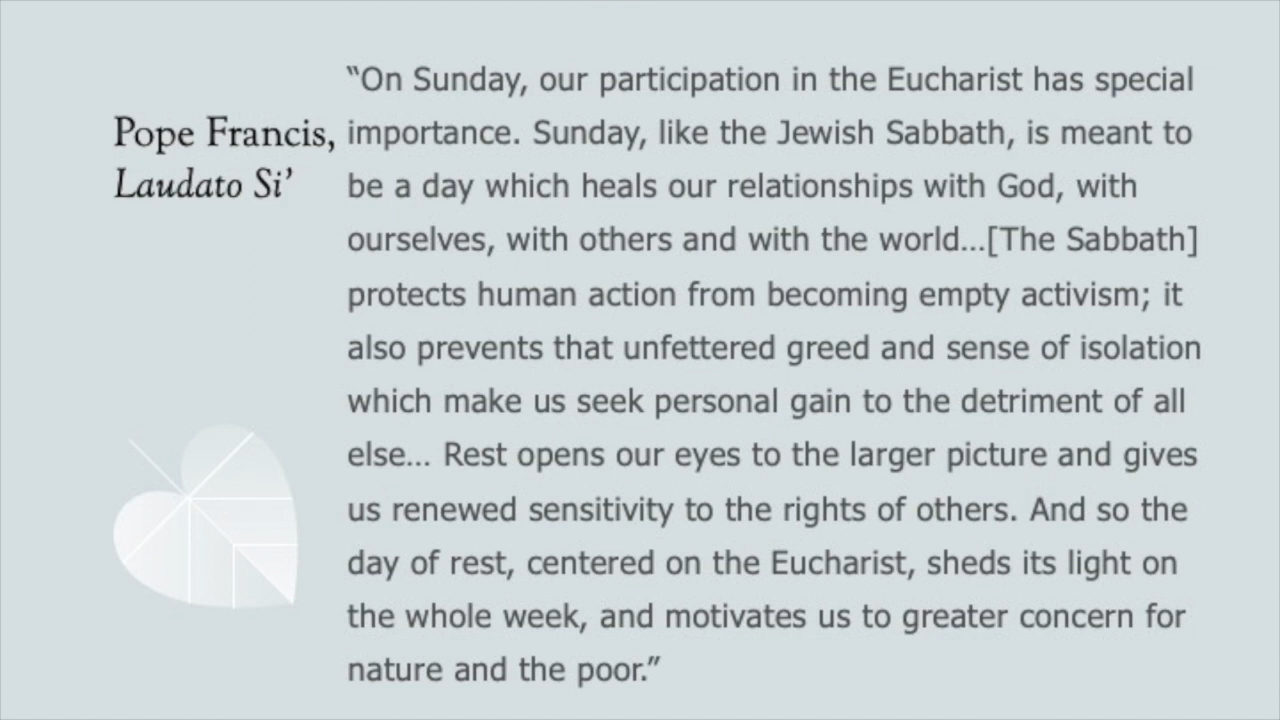 Pope Francis,
Laudato Si’
“On Sunday, our participation in the Eucharist has special
importance. Sunday, like the Jewish Sabbath, is meant to
be a day which heals our relationships with God, with
ourselves, with others and with the world...[The Sabbath]
protects human action from becoming empty activism; it
also prevents that unfettered greed and sense of isolation
which make us seek personal gain to the detriment of all
else... Rest opens our eyes to the larger picture and gives
us renewed sensitivity to the rights of others. And so the
day of rest, centered on the Eucharist, sheds its light on
the whole week, and motivates us to greater concern for
nature and the poor.”